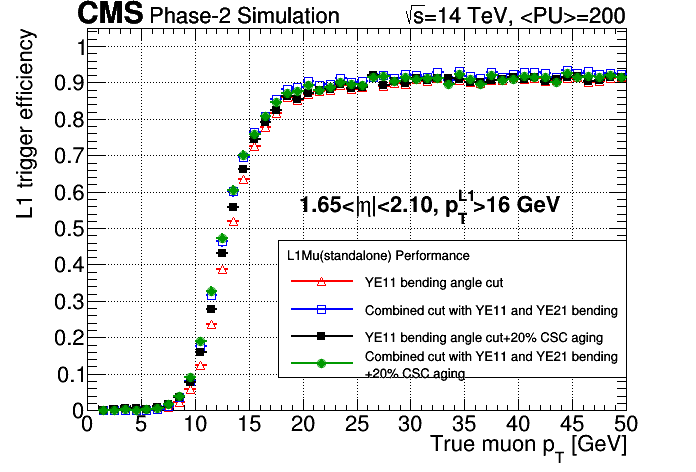 CMS Phase-2 Simulation √s=14 TeV, <PU>=200
L1 trigger efficiency
1
0.9
0.8
0.7
0.6
0.5
0.4
0.3
0.2
0.1
0
1.65<|η|<2.10, p_T^L1>16 GeV
L1Mu(standalone) Performance
YE11 bending angle cut
Combined cut with YE11 and YE21 bending
YE11 bending angle cut+20% CSC aging
Combined cut with YE11 and YE21 bending
+20% CSC aging
0 5 10 15 20 25 30 35 40 45 50
True muon p_T [GeV]